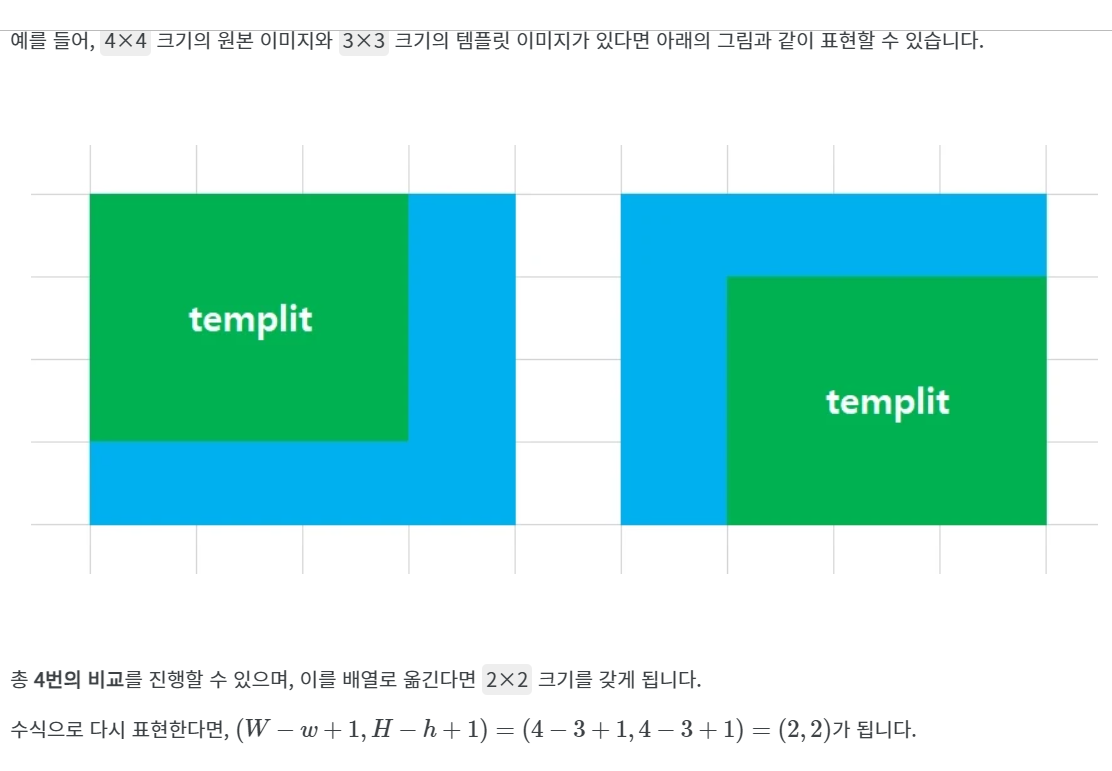 예를 들어, 4×4 크기의 원본 이미지와 3×3 크기의 템플릿 이미지가 있다면 아래의 그림과 같이 표현할 수 있습니다.
templit
templit
총 4번의 비교를 진행할 수 있으며, 이를 배열로 옮긴다면 2×2 크기를 갖게 됩니다.
수식으로 다시 표현한다면, (W − w + 1, H − h + 1) = (4 − 3 + 1, 4 − 3 + 1) = (2, 2)가 됩니다.